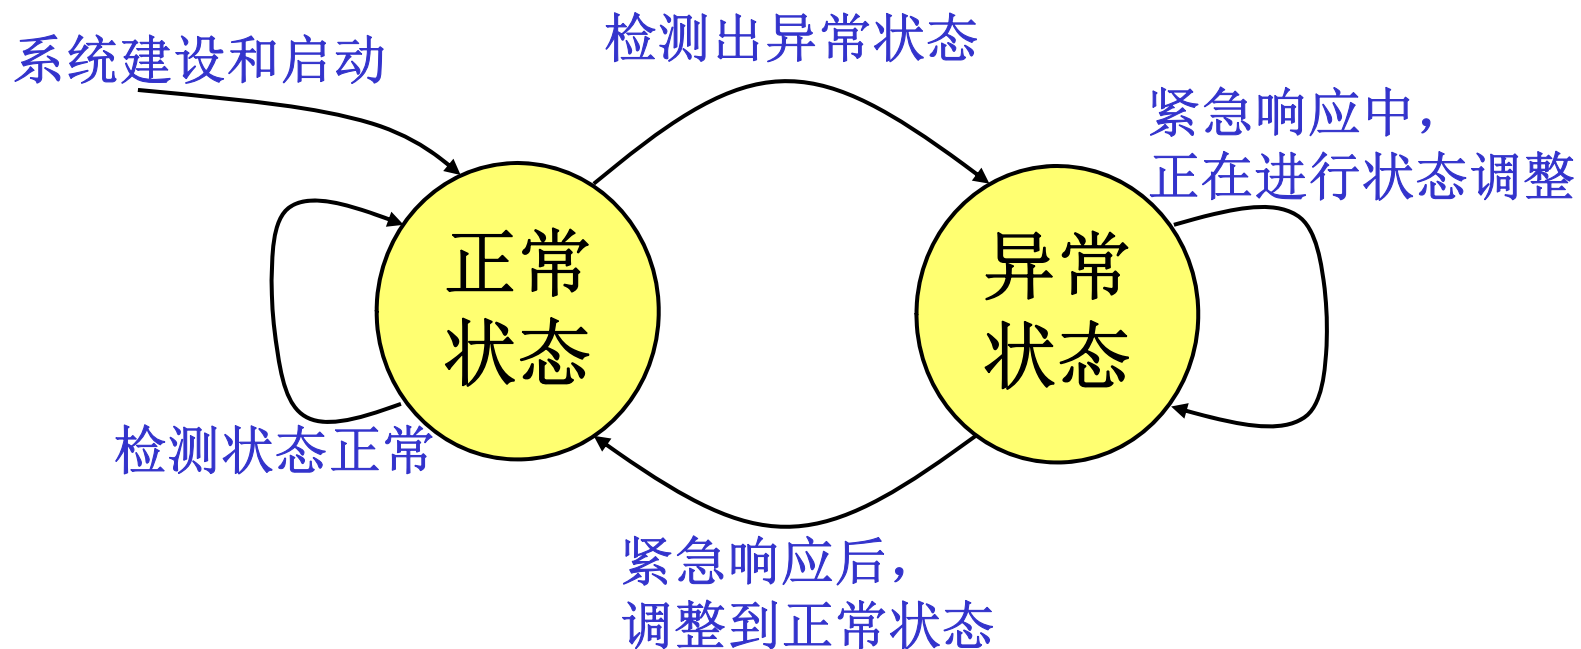 系统建设和启动
检测出异常状态
紧急响应中，
正在进行状态调整
正常
状态
异常
状态
检测状态正常
紧急响应后，
调整到正常状态